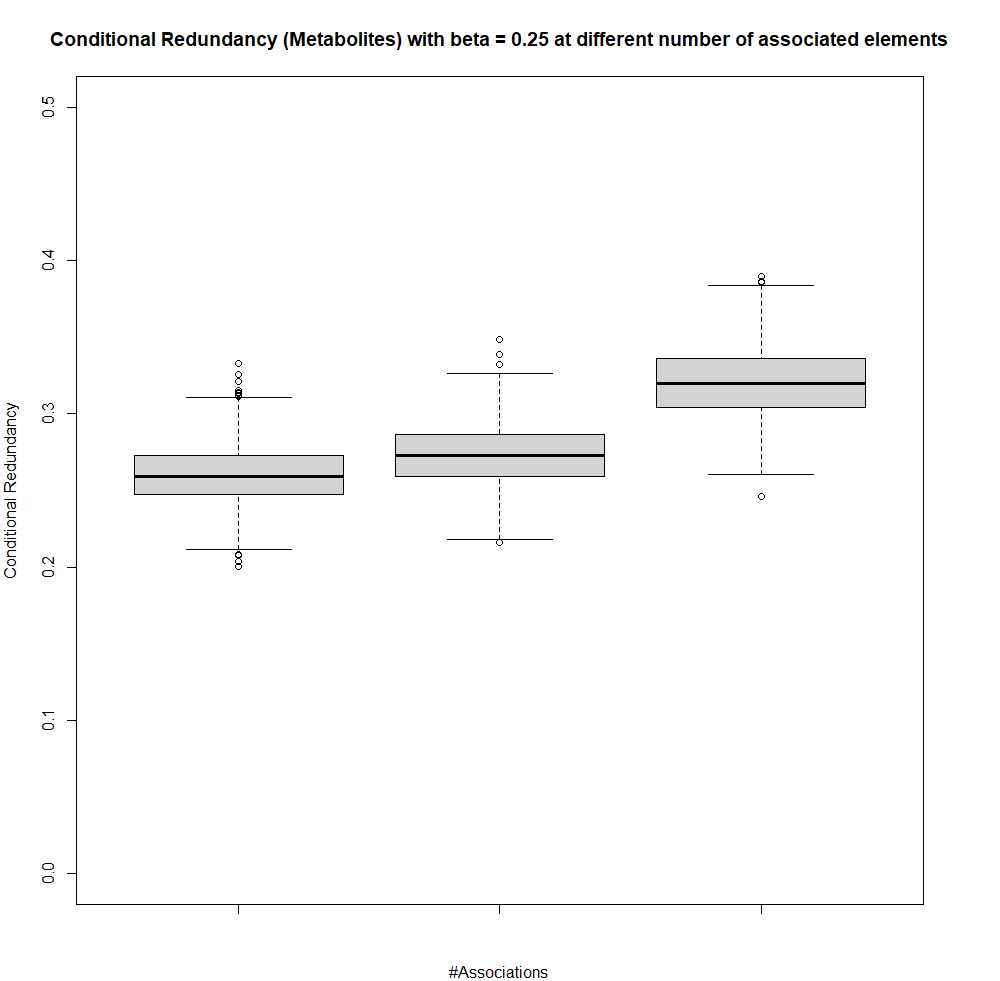 Conditional Redundancy (Metabolites) with beta = 0.25 at different number of associated elements
0.5
0.4
0.3
0.2
0.1
0.0
Conditional Redundancy
#Associations